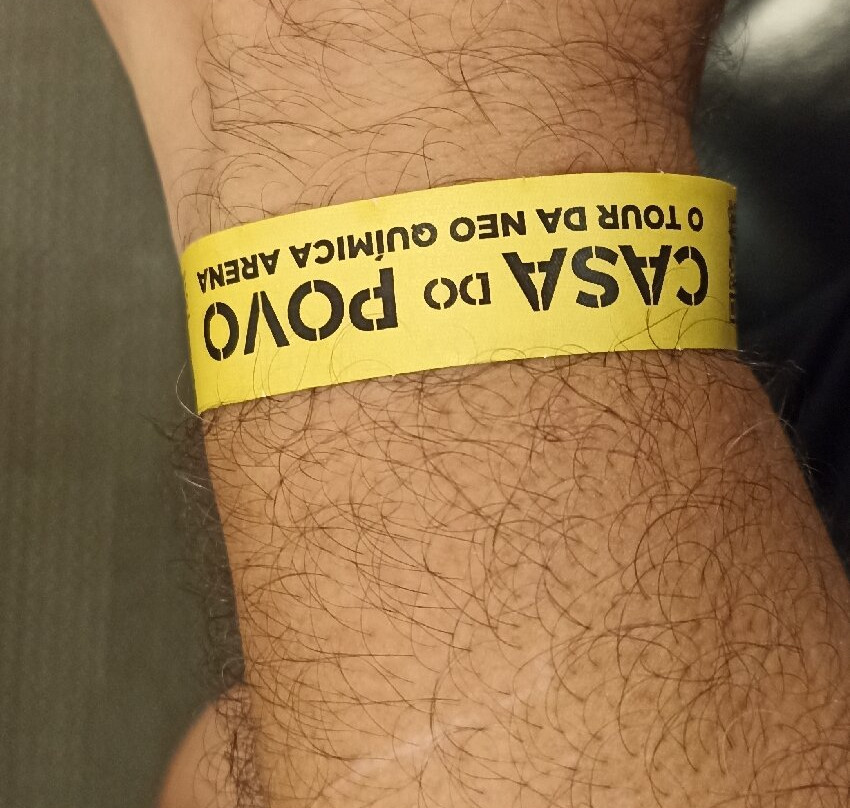 CASA DO POVO
O TOUR DA NEO QUÍMICA ARENA